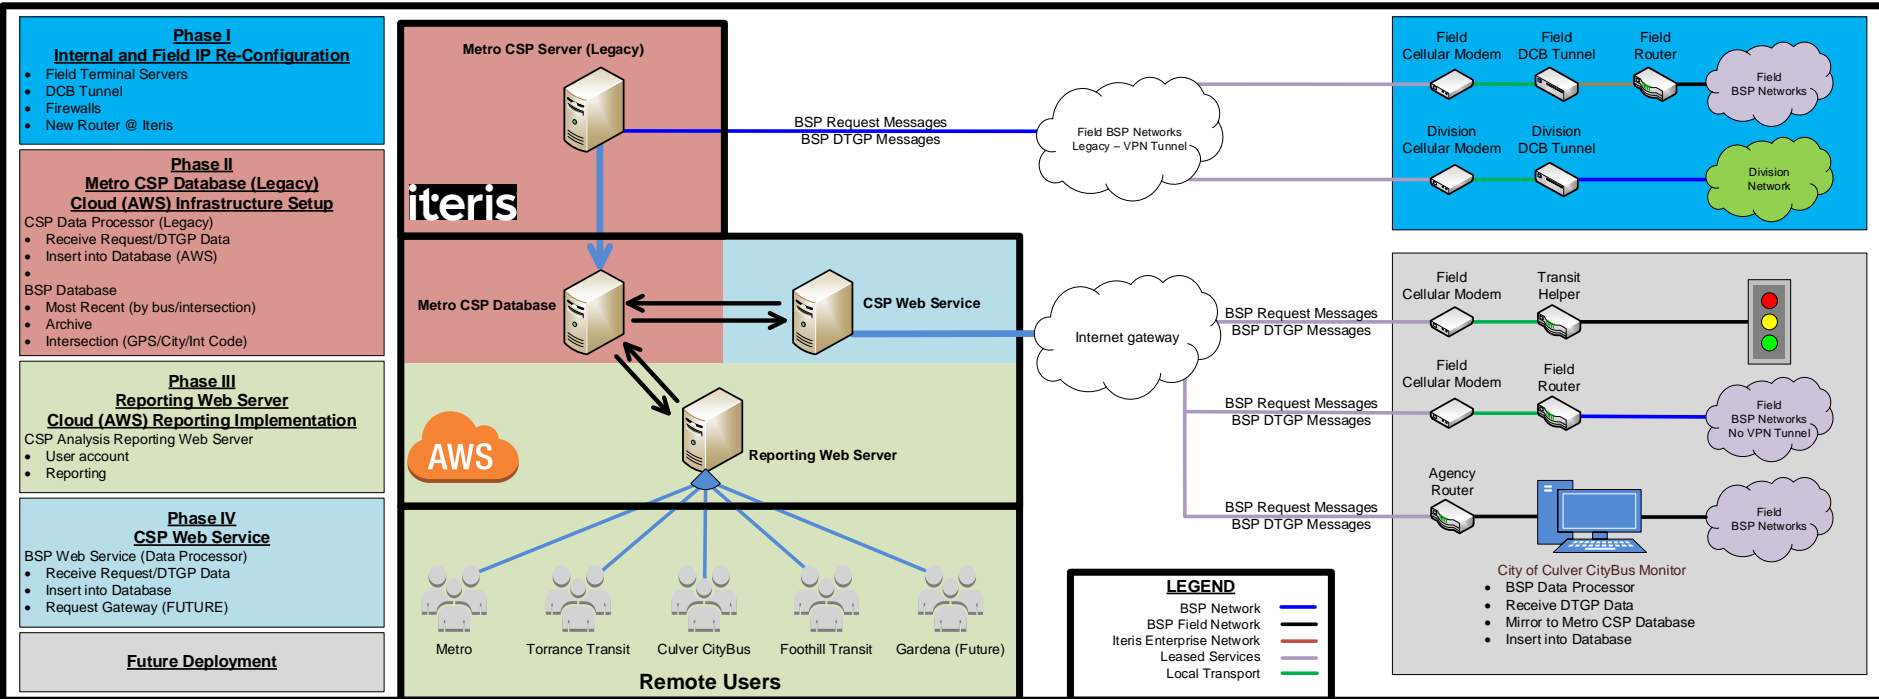 Phase I
Internal and Field IP Re-Configuration
• Field Terminal Servers
• DCB Tunnel
• Firewalls
• New Router @ Iteris
Phase II
Metro CSP Database (Legacy)
Cloud (AWS) Infrastructure Setup
CSP Data Processor (Legacy)
• Receive Request/DTGP Data
• Insert into Database (AWS)
•
BSP Database
• Most Recent (by bus/intersection)
• Archive
• Intersection (GPS/City/Int Code)
Phase III
Reporting Web Server
Cloud (AWS) Reporting Implementation
CSP Analysis Reporting Web Server
• User account
• Reporting
Phase IV
CSP Web Service
BSP Web Service (Data Processor)
• Receive Request/DTGP Data
• Insert into Database
• Request Gateway (FUTURE)
Future Deployment
Metro CSP Server (Legacy)
iteris
Metro CSP Database
CSP Web Service
AWS
Reporting Web Server
Metro
Torrance Transit
Culver CityBus
Foothill Transit
Gardena (Future)
Remote Users
BSP Request Messages
BSP DTGP Messages
Field BSP Networks
Legacy – VPN Tunnel
Internet gateway
BSP Request Messages
BSP DTGP Messages
BSP Request Messages
BSP DTGP Messages
BSP Request Messages
BSP DTGP Messages
LEGEND
BSP Network
BSP Field Network
Iteris Enterprise Network
Leased Services
Local Transport
Field
Cellular Modem
Field
DCB Tunnel
Field
Router
Field
BSP Networks
Division
Cellular Modem
Division
DCB Tunnel
Division
Network
Field
Cellular Modem
Transit
Helper
Field
Cellular Modem
Field
Router
Field
BSP Networks
No VPN Tunnel
Agency
Router
Field
BSP Networks
City of Culver CityBus Monitor
• BSP Data Processor
• Receive DTGP Data
• Mirror to Metro CSP Database
• Insert into Database